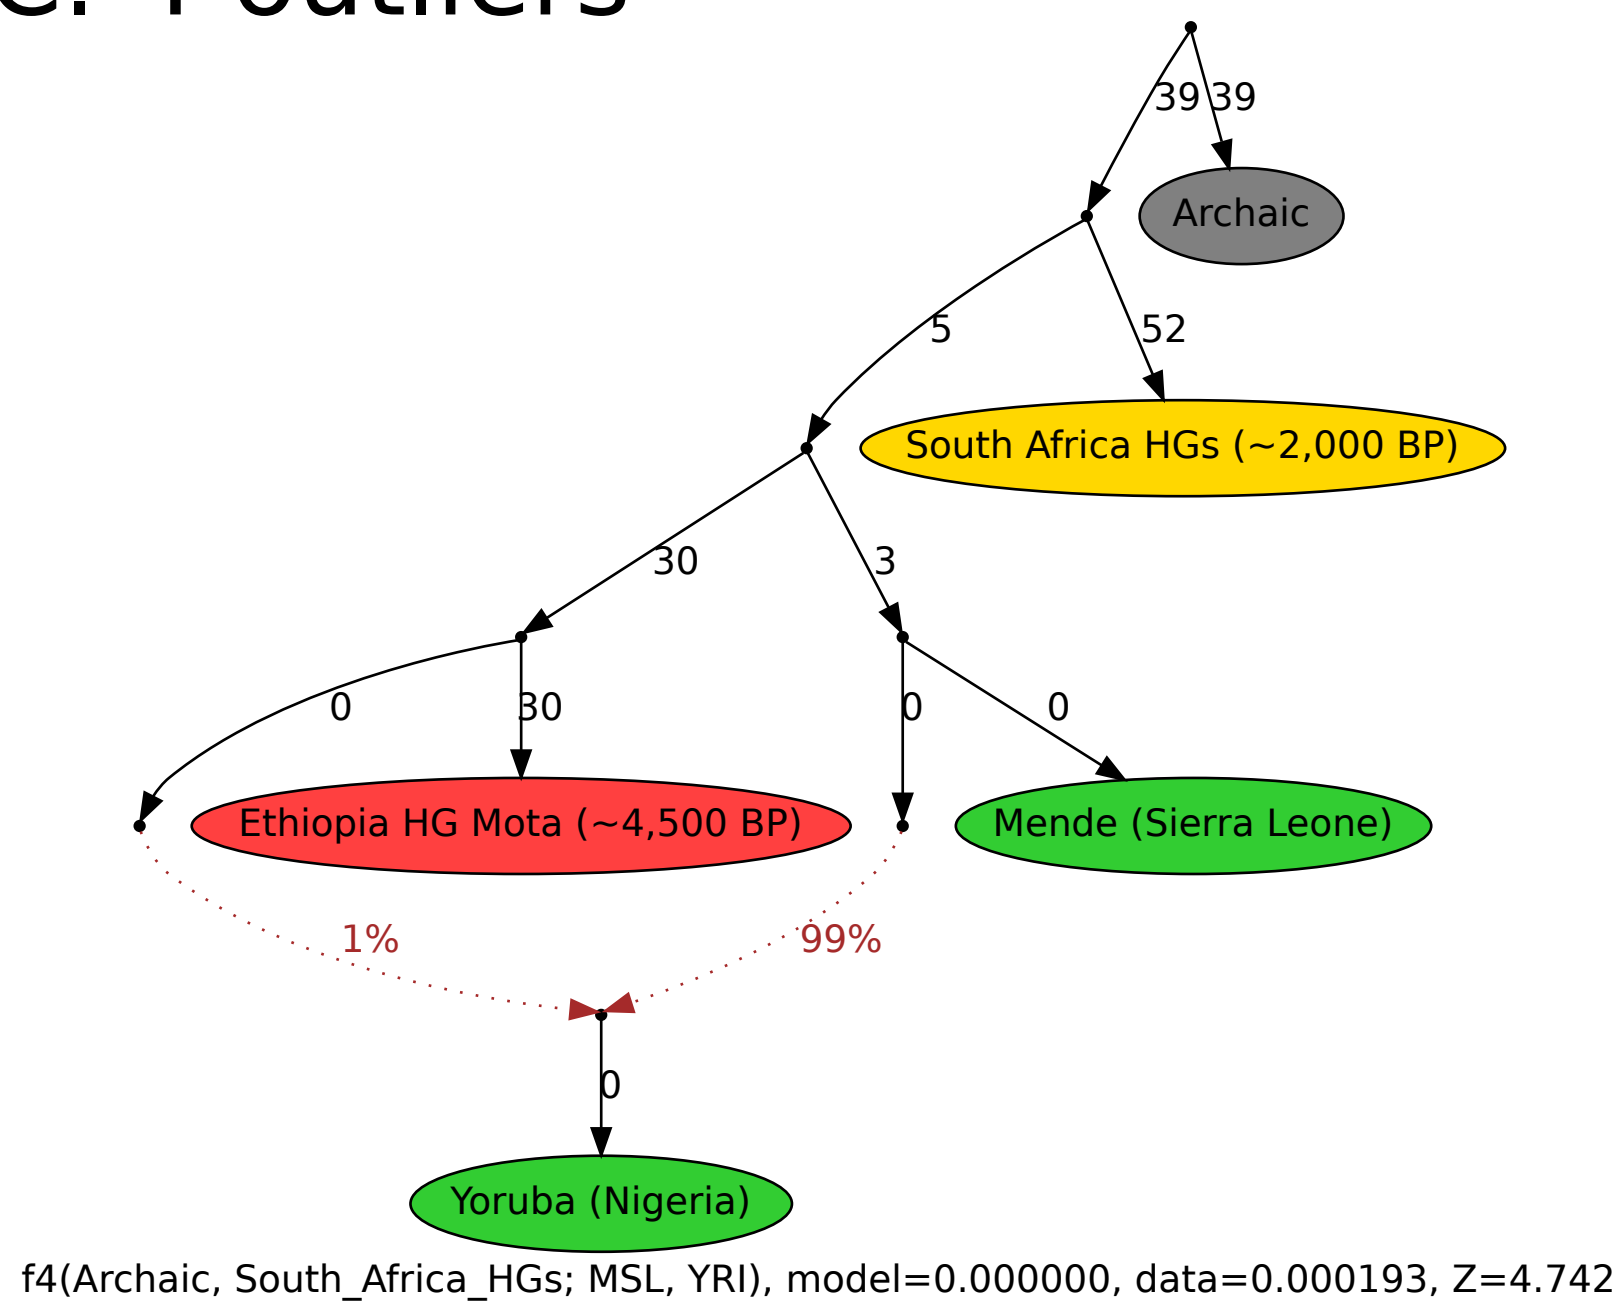 outliers
39 39
Archaic
5
52
South Africa HGs (~2,000 BP)
30
3
0
30
0
0
Ethiopia HG Mota (~4,500 BP)
Mende (Sierra Leone)
1%
99%
0
Yoruba (Nigeria)
f4(Archaic, South_Africa_HGs; MSL, YRI), model=0.000000, data=0.000193, Z=4.742